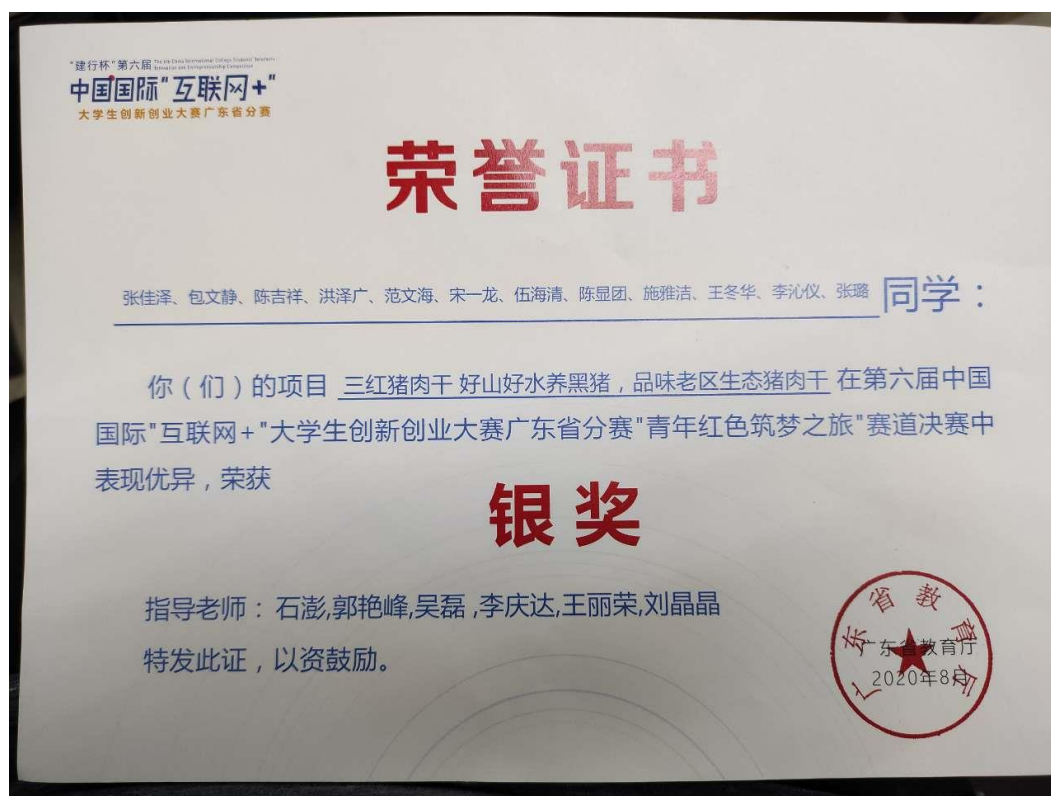 "建行杯"第六届
中国国际"互联网+"
大学生创新创业大赛广东省分赛
荣誉证书
张佳泽、包文静、陈吉祥、洪泽广、范文海、宋一龙、伍海清、陈显团、施雅洁、王冬华、李沁仪、张璐 同学：
你（们）的项目 三红猪肉干 好山好水养黑猪，品味老区生态猪肉干 在第六届中国
国际"互联网+"大学生创新创业大赛广东省分赛"青年红色筑梦之旅"赛道决赛中
表现优异，荣获
银奖
指导老师： 石澎,郭艳峰,吴磊 ,李庆达,王丽荣,刘晶晶
特发此证，以资鼓励。
广东省教育厅
广东省教育厅
2020年8月